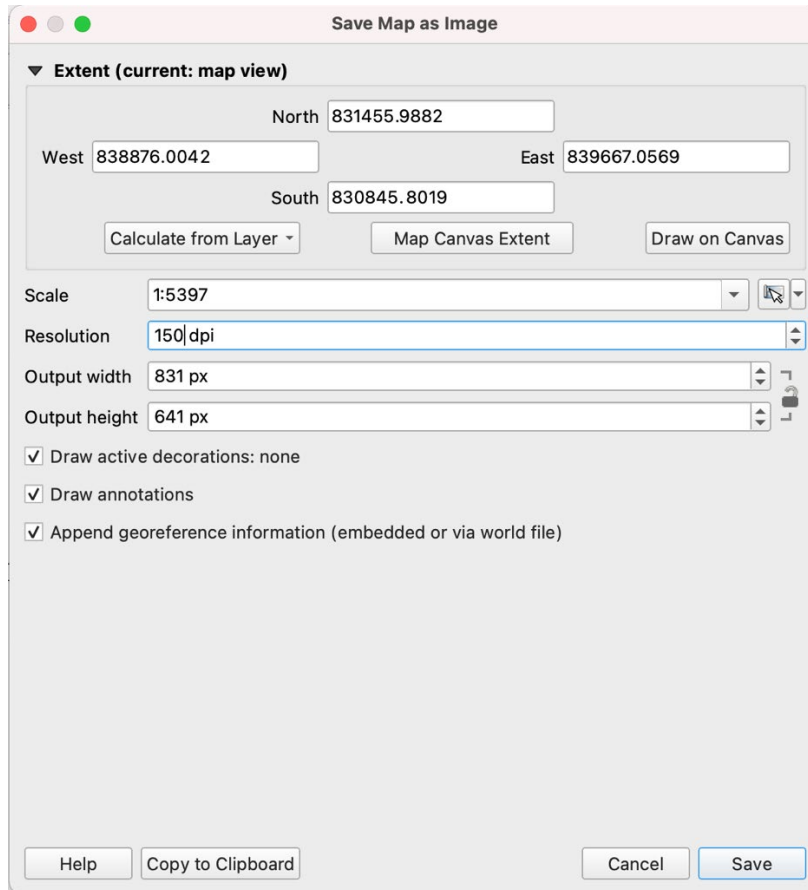 Save Map as Image
Extent (current: map view)
North 831455.9882
West 838876.0042 East 839667.0569
South 830845.8019
Calculate from Layer Map Canvas Extent Draw on Canvas
Scale 1:5397
Resolution 150 dpi
Output width 831 px
Output height 641 px
Draw active decorations: none
Draw annotations
Append georeference information (embedded or via world file)
Help Copy to Clipboard Cancel Save